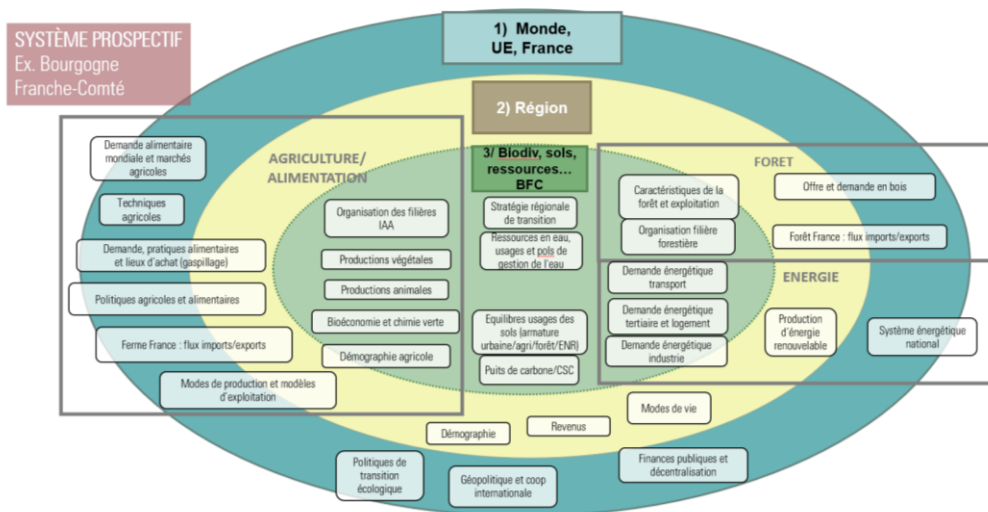 SYSTÈME PROSPECTIF
Ex. Bourgogne
Franche-Comté
1) Monde,
UE, France
2) Région
3/ Biodiv, sols,
ressources…
BFC
AGRICULTURE/
ALIMENTATION
Demande alimentaire
mondiale et marchés
agricoles
Techniques
agricoles
Demande, pratiques alimentaires
et lieux d'achat (gaspillage)
Politiques agricoles et alimentaires
Ferme France : flux imports/exports
Modes de production et modèles
d'exploitation
Organisation des filières
IAA
Productions végétales
Productions animales
Bioéconomie et chimie verte
Démographie agricole
Stratégie régionale
de transition
Ressources en eau,
usages et pols de
gestion de l'eau
Equilibres usages des
sols (armature
urbaine/agri/forêt/ENR)
Puits de carbone/CSC
FORET
Caractéristiques de la
forêt et exploitation
Organisation filière
forestière
Offre et demande en bois
Forêt France : flux imports/exports
ENERGIE
Demande énergétique
transport
Demande énergétique
tertiaire et logement
Demande énergétique
industrie
Production
d'énergie
renouvelable
Système énergétique
national
Modes de vie
Revenus
Démographie
Politiques de
transition
écologique
Géopolitique et coop
internationale
Finances publiques et
décentralisation